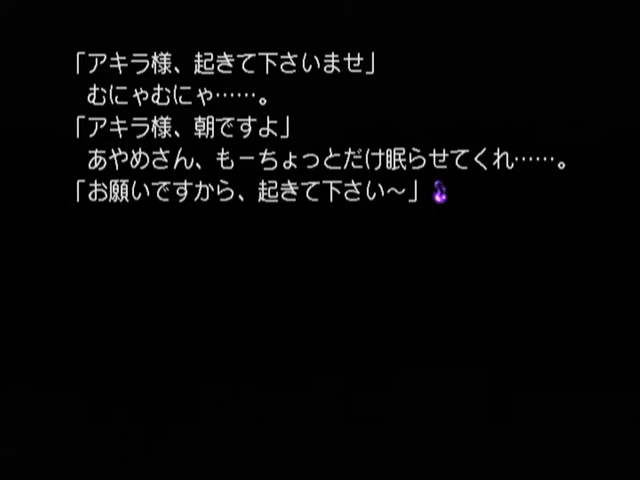 「アキラ様、起きて下さいませ」
むにゃむにゃ……。
「アキラ様、朝ですよ」
あやめさん、もーちょっとだけ眠らせてくれ……。
「お願いですから、起きて下さい～」